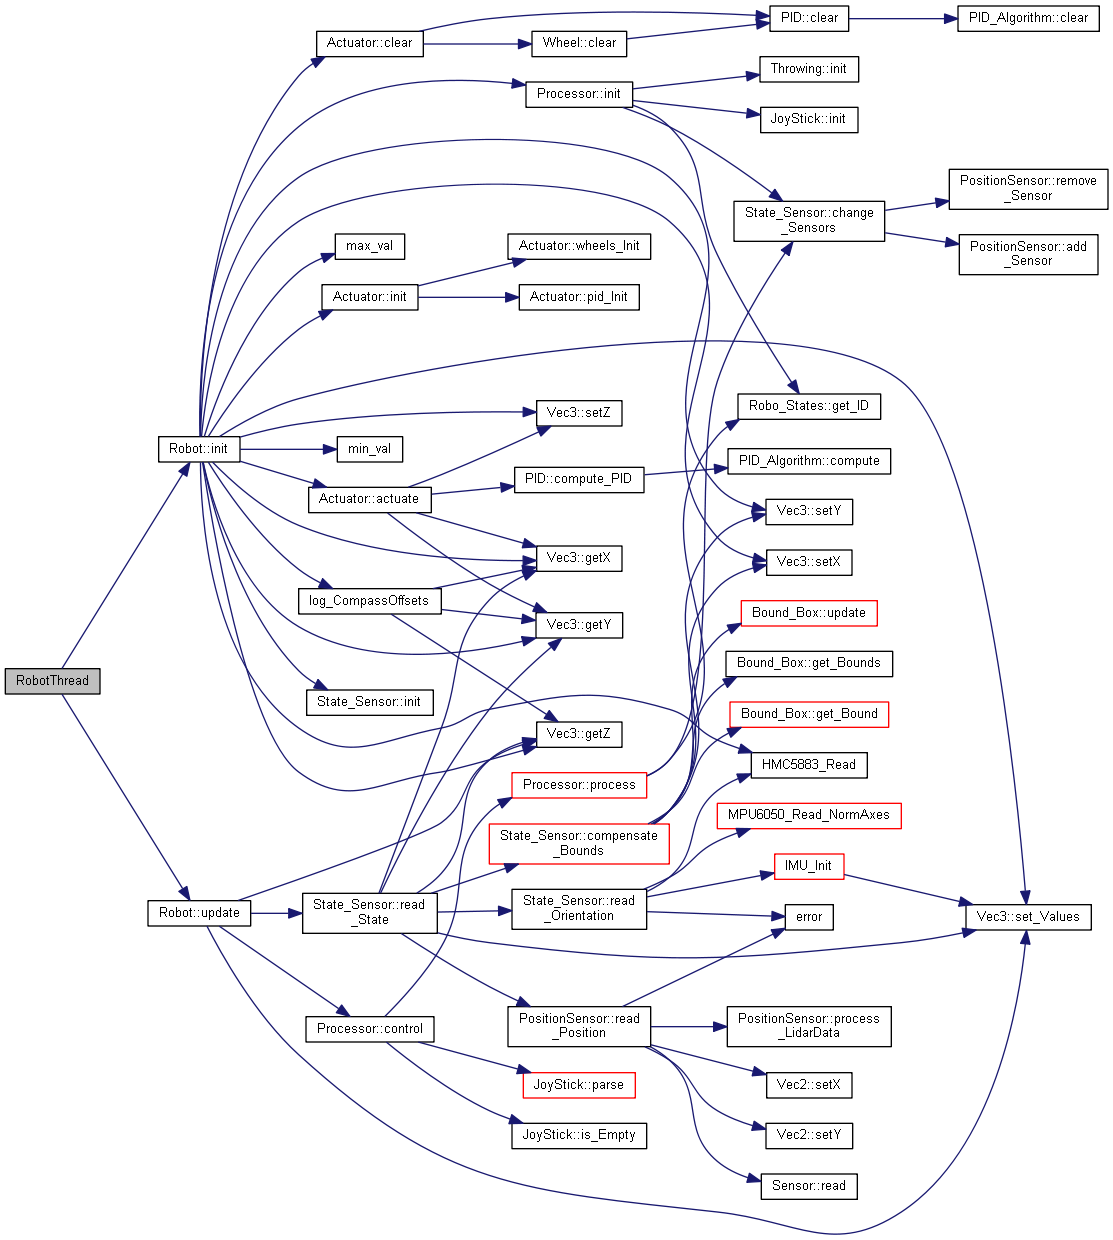 PID::clear
PID_Algorithm::clear
Actuator::clear
Wheel::clear
Throwing::init
Processor::init
JoyStick::init
PositionSensor::remove
_Sensor
State_Sensor::change
_Sensors
max_val
Actuator::wheels_Init
PositionSensor::add
_Sensor
Actuator::init
Actuator::pid_Init
Vec3::setZ
Robo_States::get_ID
Robot::init
min_val
PID_Algorithm::compute
PID::compute_PID
Actuator::actuate
Vec3::setY
Vec3::getX
Vec3::setX
log_CompassOffsets
Bound_Box::update
Vec3::getY
Bound_Box::get_Bounds
RobotThread
State_Sensor::init
Bound_Box::get_Bound
Vec3::getZ
HMC5883_Read
Processor::process
MPU6050_Read_NormAxes
State_Sensor::compensate
_Bounds
IMU_Init
State_Sensor::read
_Orientation
Robot::update
State_Sensor::read
_State
error
Vec3::set_Values
PositionSensor::read
_Position
Processor::control
PositionSensor::process
_LidarData
JoyStick::parse
Vec2::setX
JoyStick::is_Empty
Vec2::setY
Sensor::read